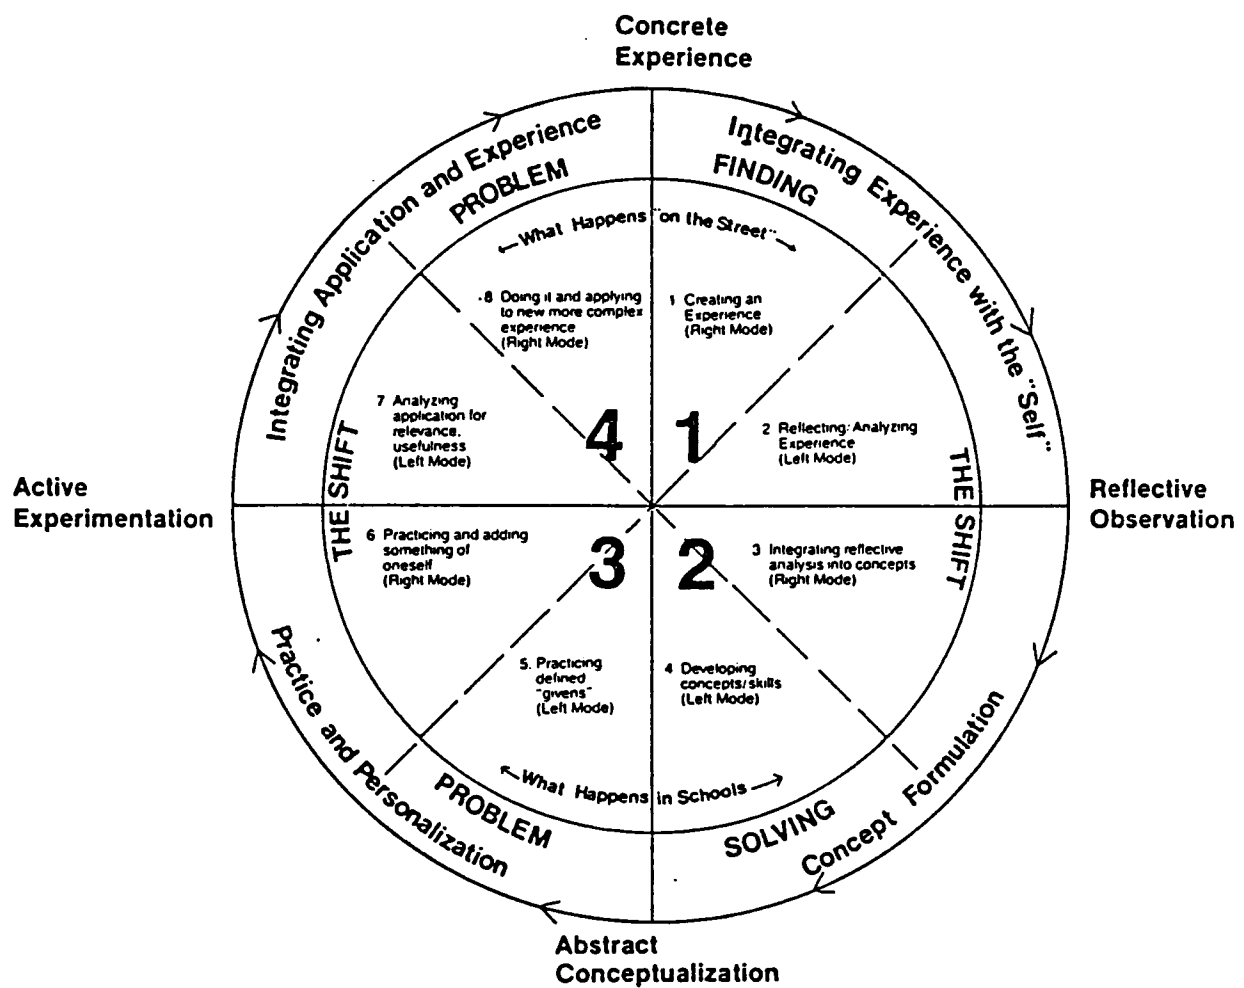 Concrete
Experience
Integrating Application and Experience
Integrating Experience with the "Self"
PROBLEM
FINDING
←What Happens "on the Street"→
8 Doing it and applying
to new more complex
experience
(Right Mode)
1 Creating an
Experience
(Right Mode)
7 Analyzing
application for
relevance,
usefulness
(Left Mode)
4
1
2 Reflecting: Analyzing
Experience
(Left Mode)
THE SHIFT
THE SHIFT
Active
Experimentation
Reflective
Observation
6 Practicing and adding
something of
oneself
(Right Mode)
3
2
3 Integrating reflective
analysis into concepts
(Right Mode)
5. Practicing
defined
"givens"
(Left Mode)
4 Developing
concepts/skills
(Left Mode)
←What Happens in Schools→
PROBLEM
SOLVING
Practice and Personalization
Concept Formulation
Abstract
Conceptualization